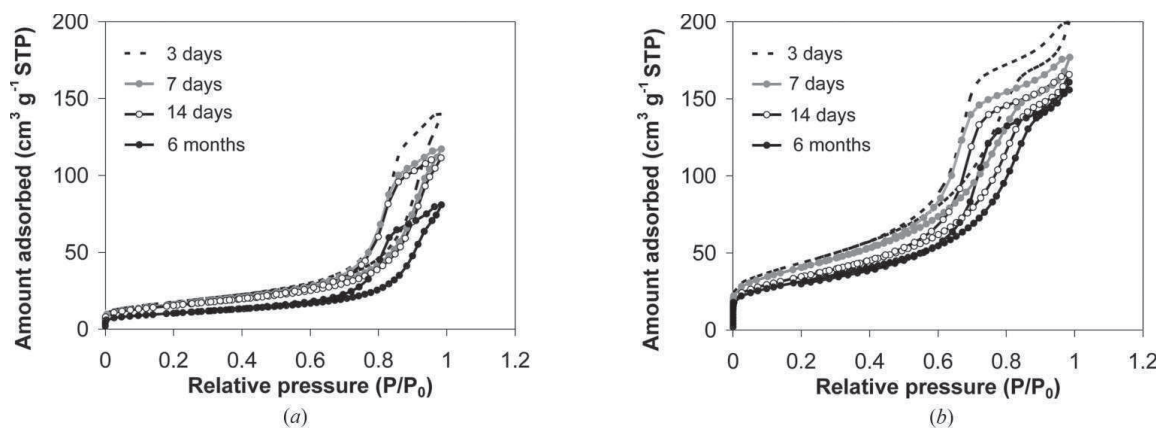 200
150
100
50
0
Amount adsorbed (cm³ g⁻¹ STP)
3 days
7 days
14 days
6 months
0 0.2 0.4 0.6 0.8 1 1.2
Relative pressure (P/P₀)
(a)
200
150
100
50
0
Amount adsorbed (cm³ g⁻¹ STP)
3 days
7 days
14 days
6 months
0 0.2 0.4 0.6 0.8 1 1.2
Relative pressure (P/P₀)
(b)